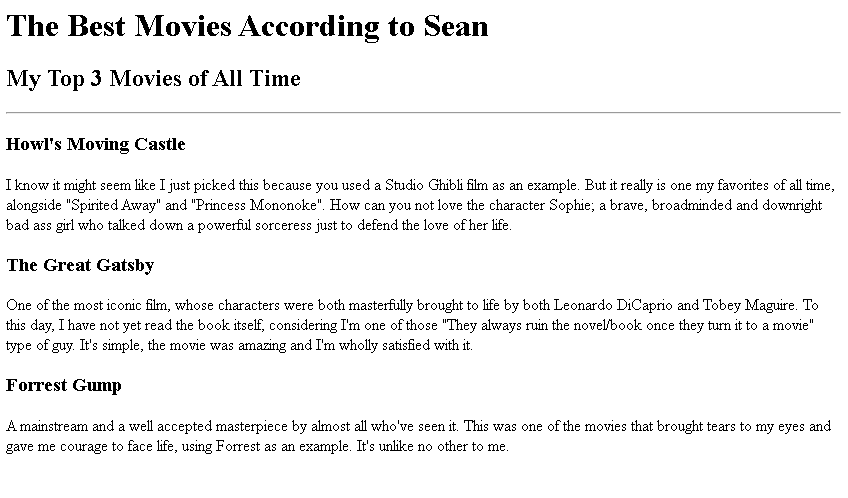 The Best Movies According to Sean
My Top 3 Movies of All Time
Howl's Moving Castle
I know it might seem like I just picked this because you used a Studio Ghibli film as an example. But it really is one my favorites of all time,
alongside "Spirited Away" and "Princess Mononoke". How can you not love the character Sophie; a brave, broadminded and downright
bad ass girl who talked down a powerful sorceress just to defend the love of her life.
The Great Gatsby
One of the most iconic film, whose characters were both masterfully brought to life by both Leonardo DiCaprio and Tobey Maguire. To
this day, I have not yet read the book itself, considering I'm one of those "They always ruin the novel/book once they turn it to a movie"
type of guy. It's simple, the movie was amazing and I'm wholly satisfied with it.
Forrest Gump
A mainstream and a well accepted masterpiece by almost all who've seen it. This was one of the movies that brought tears to my eyes and
gave me courage to face life, using Forrest as an example. It's unlike no other to me.